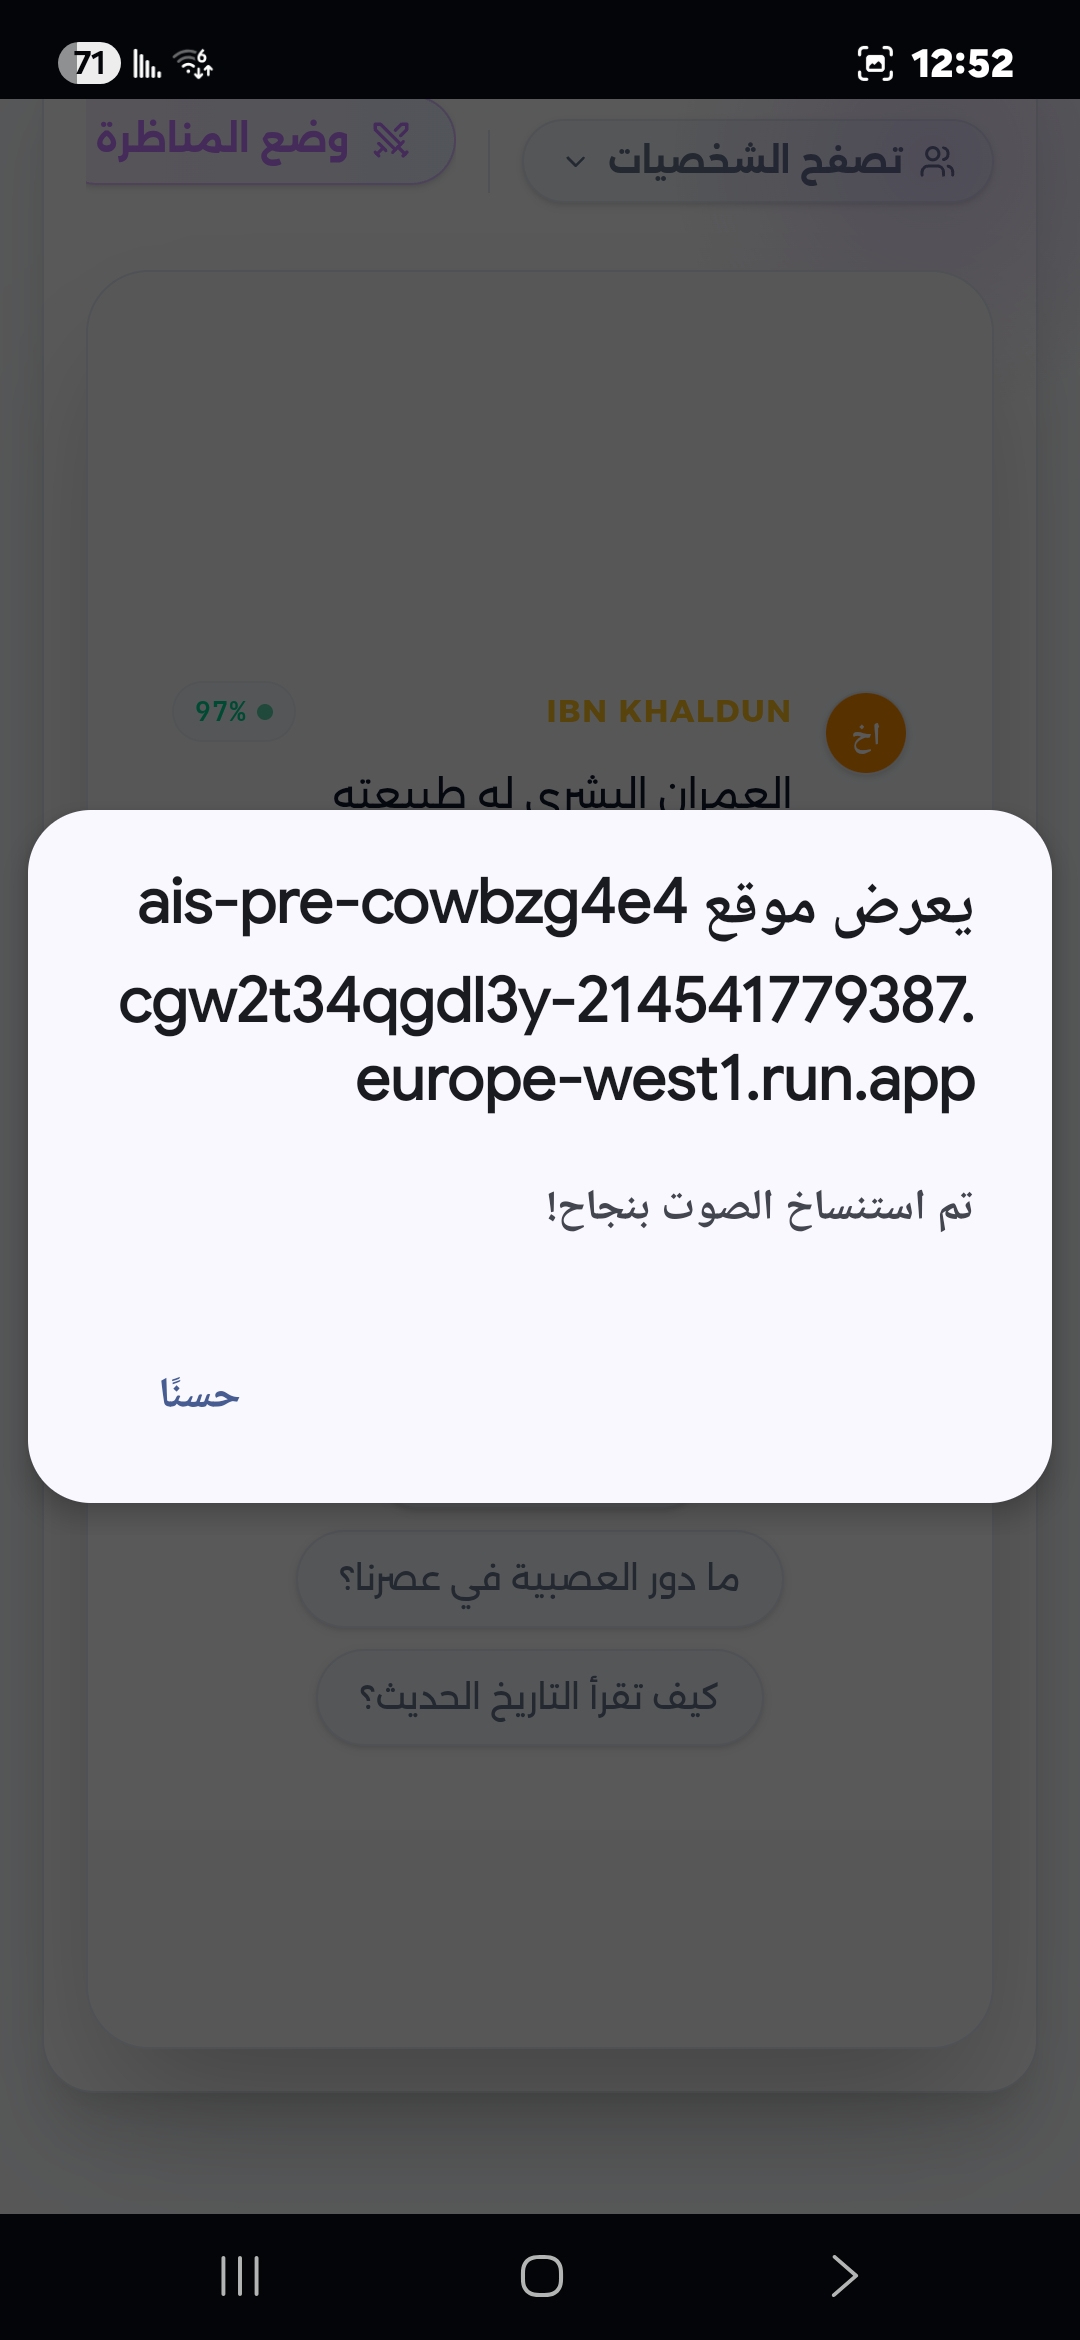 71
6
12:52
تصفح الشخصيات
وضع المناظرة
اخ
IBN KHALDUN
97%
العمران البشري له طبيعته
يعرض موقع ais-pre-cowbzg4e4
cgw2t34qgdl3y-214541779387.
europe-west1.run.app
تم استنساخ الصوت بنجاح!
حسنًا
ما دور العصبية في عصرنا؟
كيف تقرأ التاريخ الحديث؟